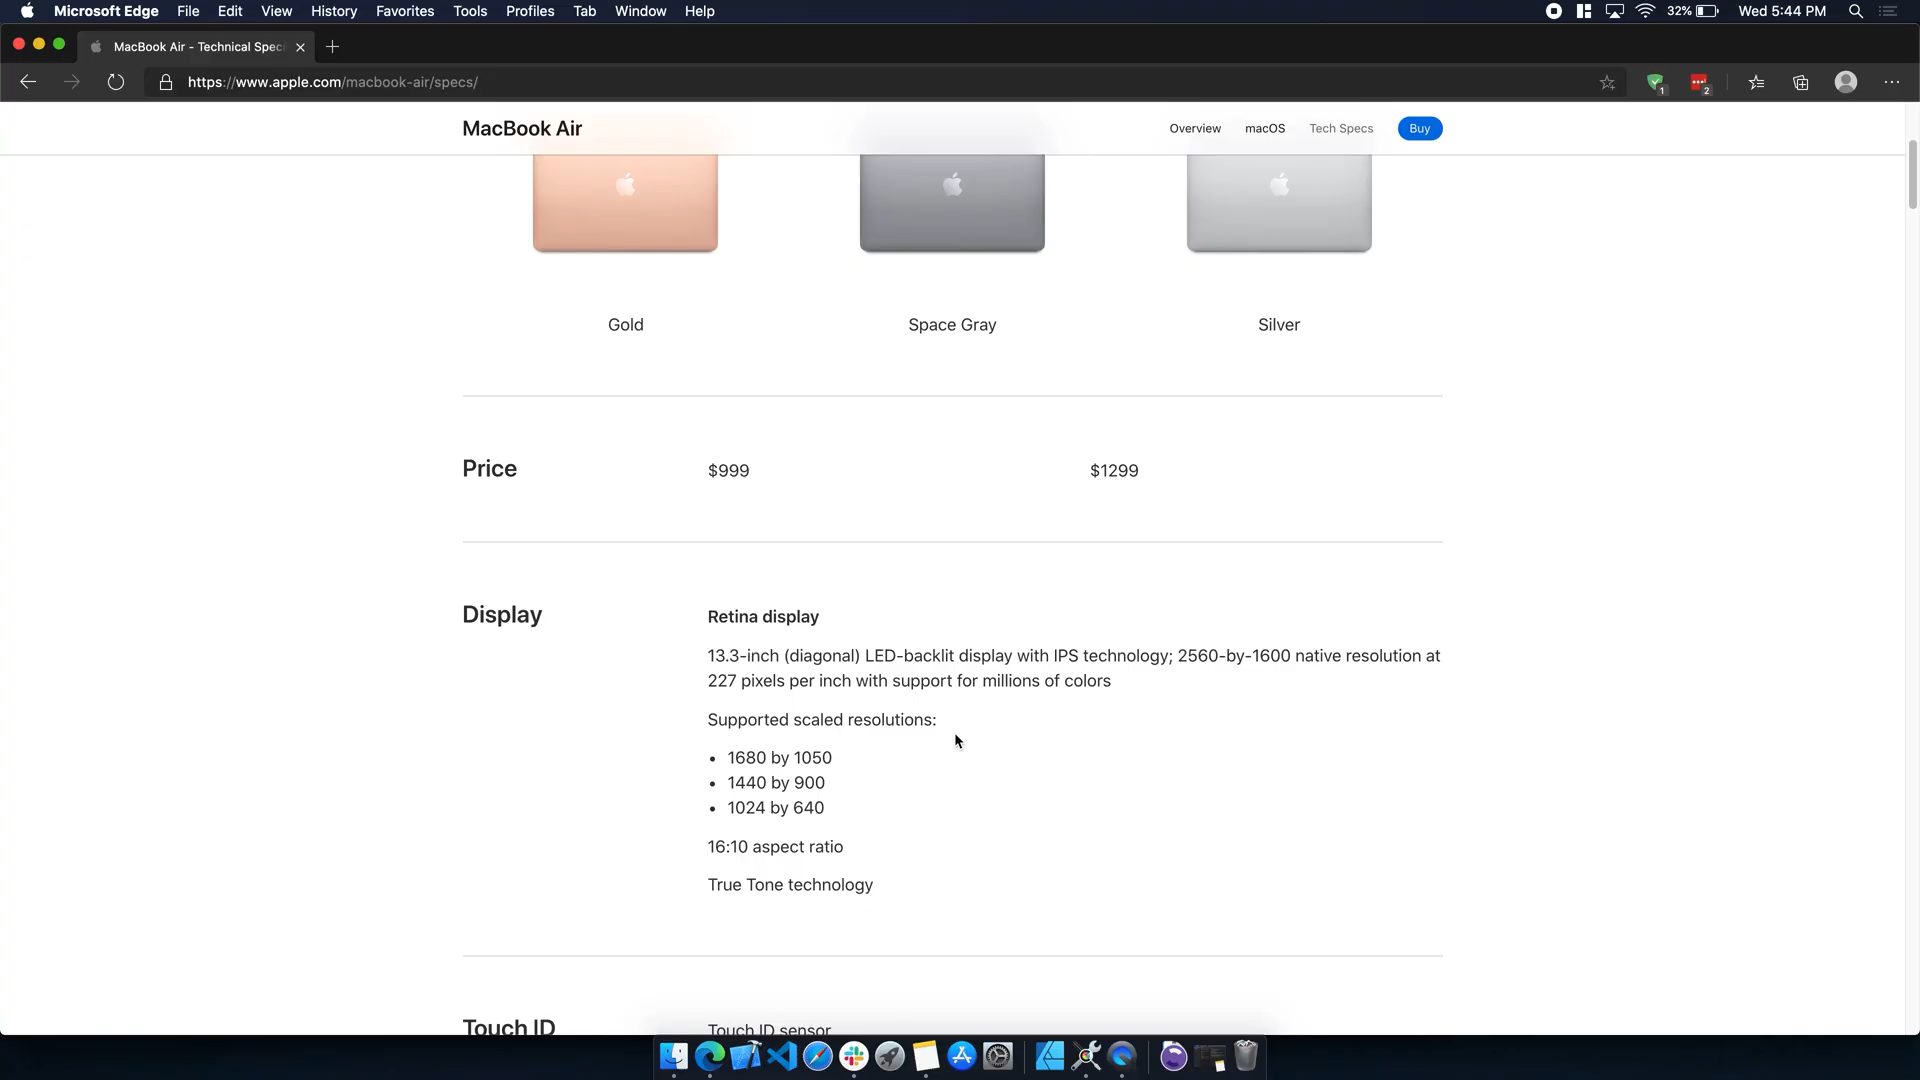 Microsoft Edge File Edit View History Favorites Tools Profiles Tab Window Help 32% Wed 5:44 PM
MacBook Air - Technical Speci
https://www.apple.com/macbook-air/specs/ 1 2
MacBook Air Overview macOS Tech Specs Buy
Gold Space Gray Silver
Price $999 $1299
Display Retina display
13.3-inch (diagonal) LED-backlit display with IPS technology; 2560-by-1600 native resolution at
227 pixels per inch with support for millions of colors
Supported scaled resolutions:
• 1680 by 1050
• 1440 by 900
• 1024 by 640
16:10 aspect ratio
True Tone technology
Touch ID Touch ID sensor